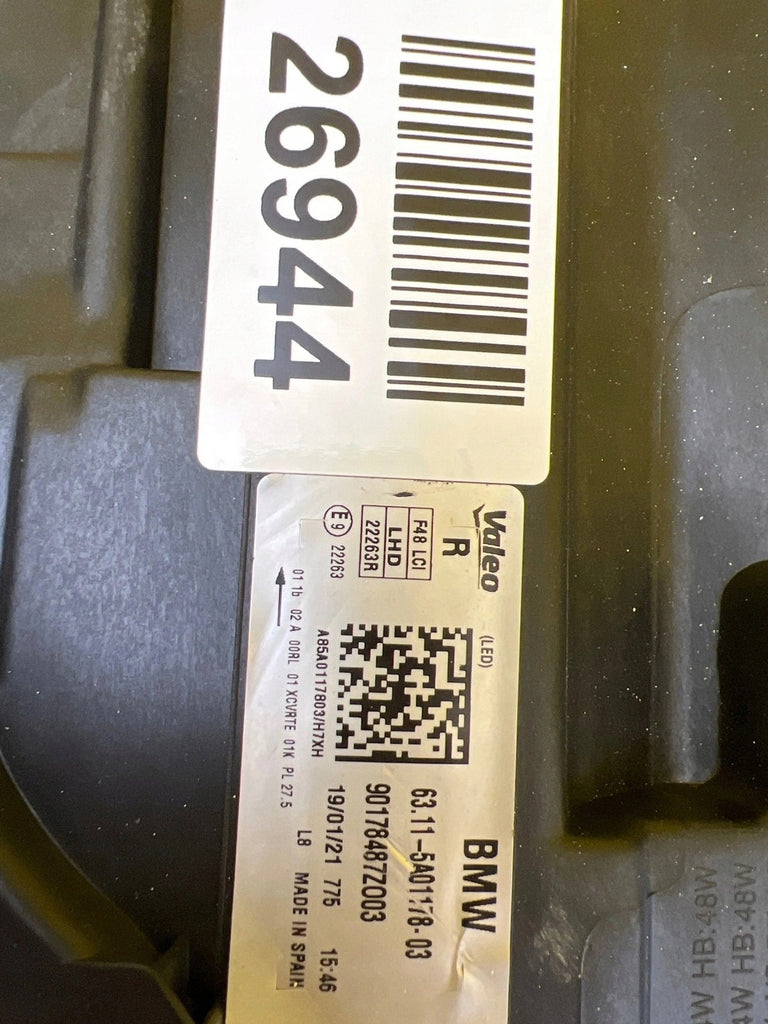 26944
Valeo
R
(LED)
BMW
F48 LCI
LHD
22263R
E9 22263
63.11-5A01178-03
90178487Z003
19/01/21 775 15:46
A85A0117803/H7XH
L8 MADE IN SPAIN
01 1b 02 A 00RL 01 XCVRTE 01K PL 27.5
W HB:48W
W HB:48W